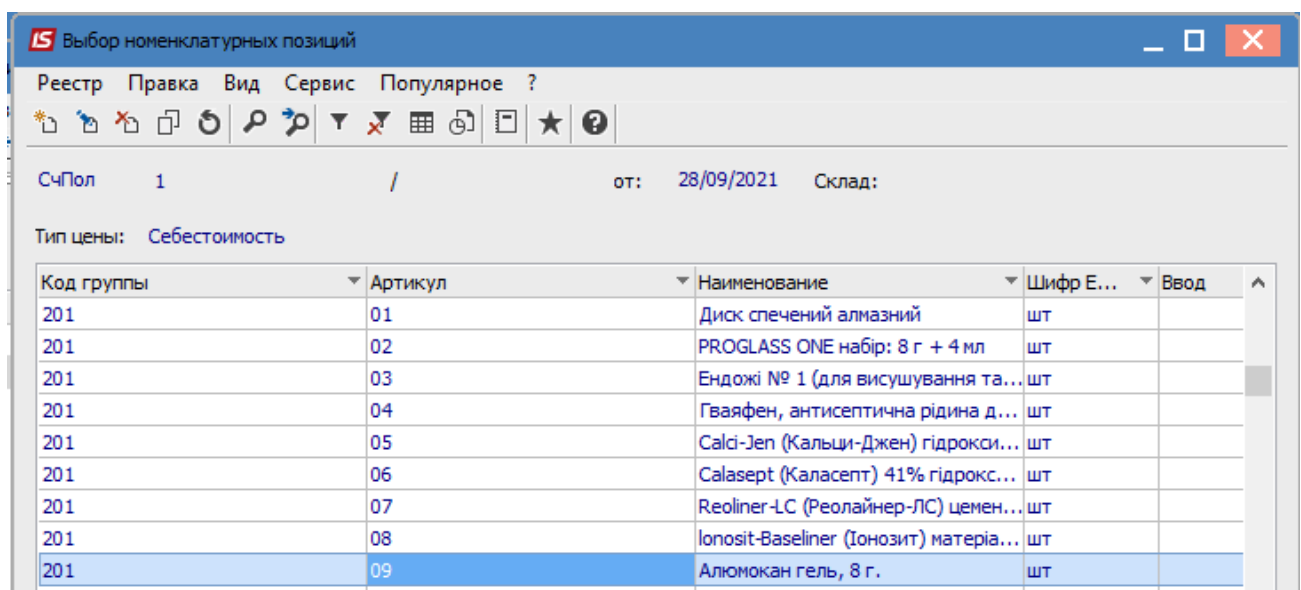 IS Выбор номенклатурных позиций
Реестр Правка Вид Сервис Популярное ?
СчПол 1 / от: 28/09/2021 Склад:
Тип цены: Себестоимость
Код группы Артикул Наименование Шифр Е... Ввод
201 01 Диск спечений алмазний шт
201 02 PROGLASS ONE набір: 8 г + 4 мл шт
201 03 Ендожі № 1 (для висушування та... шт
201 04 Гваяфен, антисептична рідина д... шт
201 05 Calci-Jen (Кальци-Джен) гідрокси... шт
201 06 Calasept (Каласепт) 41% гідрокс... шт
201 07 Reoliner-LC (Реолайнер-ЛС) цемен... шт
201 08 Ionosit-Baseliner (Іонозит) матеріа... шт
201 09 Алюмокан гель, 8 г. шт